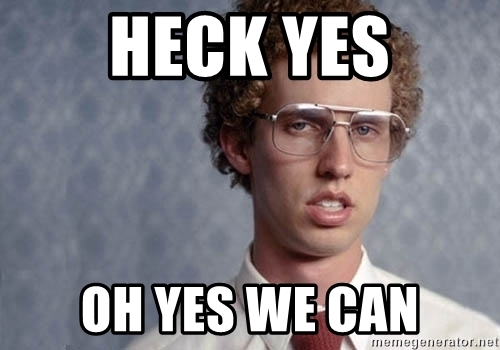 HECK YES
OH YES WE CAN
memegenerator.net